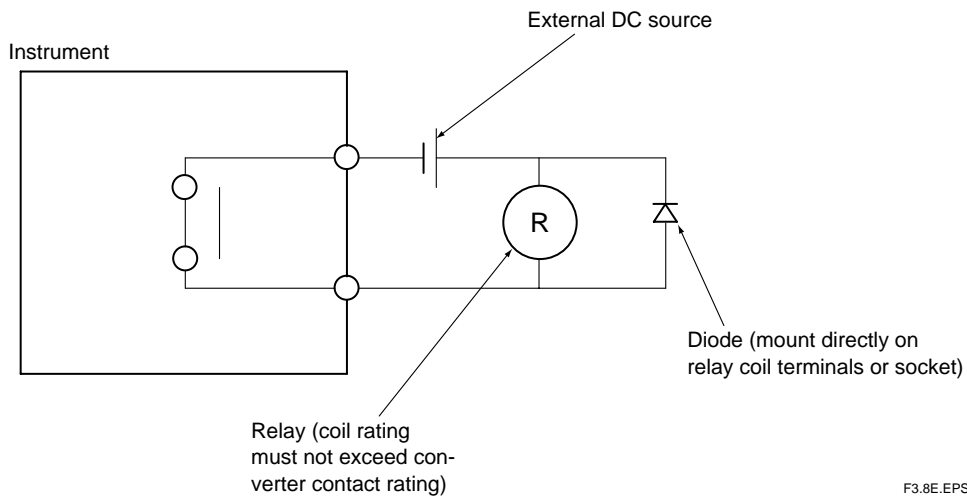 External DC source
Instrument
R
Diode (mount directly on
relay coil terminals or socket)
Relay (coil rating
must not exceed con-
verter contact rating)
F3.8E.EPS